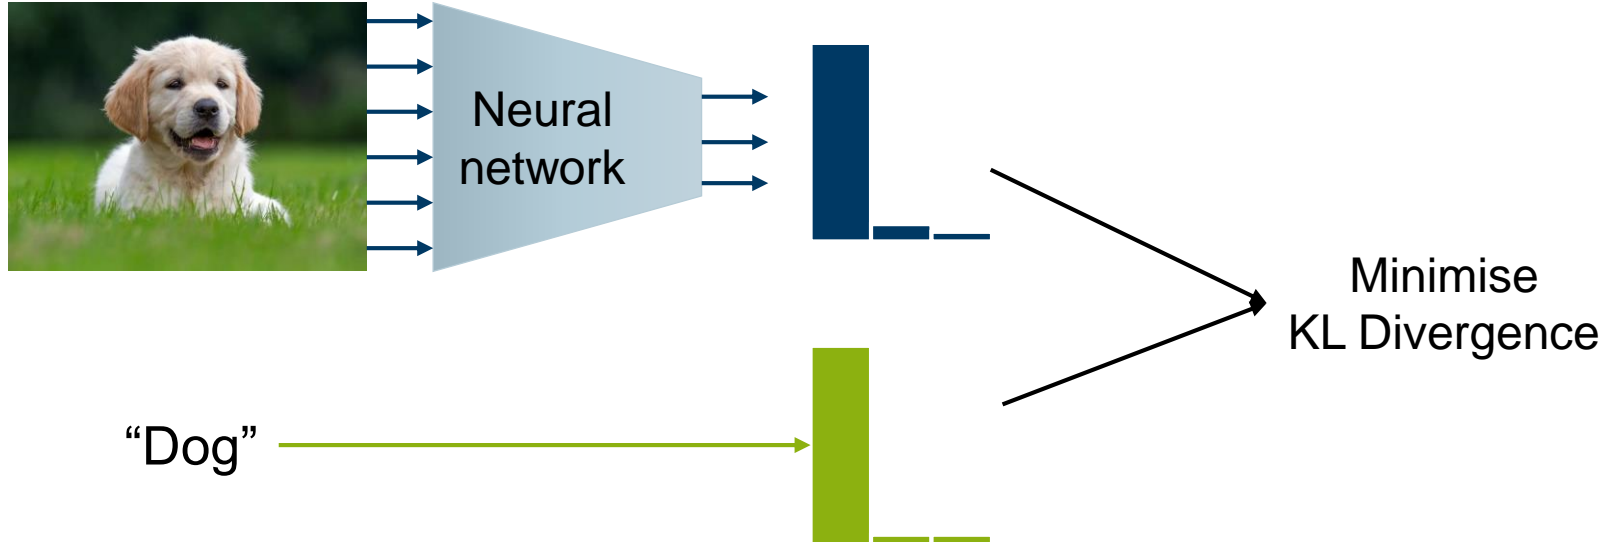 Neural
network
Minimise
KL Divergence
“Dog”